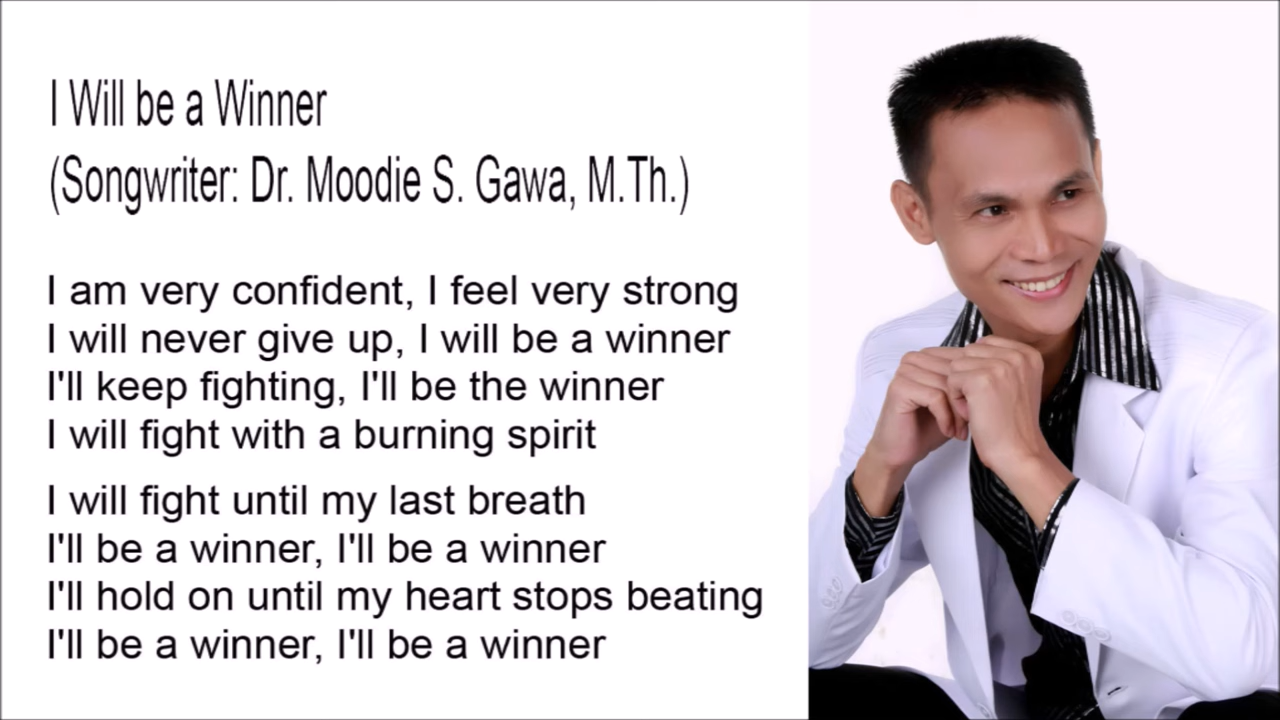 I Will be a Winner
(Songwriter: Dr. Moodie S. Gawa, M.Th.)
I am very confident, I feel very strong
I will never give up, I will be a winner
I'll keep fighting, I'll be the winner
I will fight with a burning spirit
I will fight until my last breath
I'll be a winner, I'll be a winner
I'll hold on until my heart stops beating
I'll be a winner, I'll be a winner